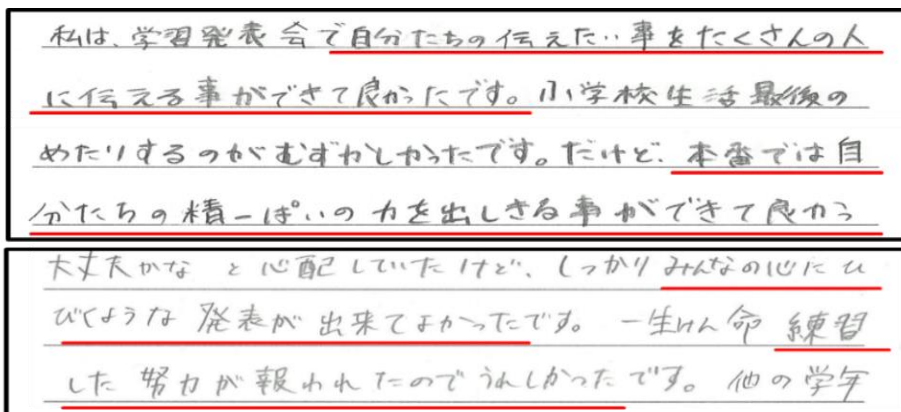 私は、学習発表会で自分たちの伝えたい事をたくさんの人
に伝える事ができて良かったです。小学校生活最後の
めたりするのがむずかしかったです。だけど、本番では自
分たちの精一ぱいの力を出しきる事ができて良かっ
大丈夫かな と心配していたけど、しっかりみんなの心にひ
びくような発表が出来てよかったです。一生けん命 練習
した努力が報われたのでうれしかったです。他の学年